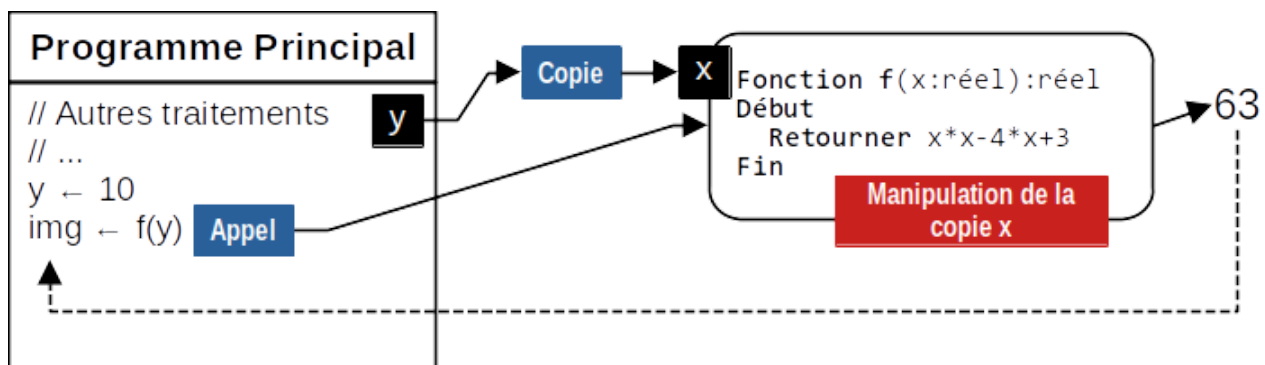 Programme Principal
// Autres traitements
// ...
y ← 10
img ← f(y)
Appel
y
Copie
x
Fonction f(x:réel):réel
Début
Retourner x*x-4*x+3
Fin
Manipulation de la
copie x
63